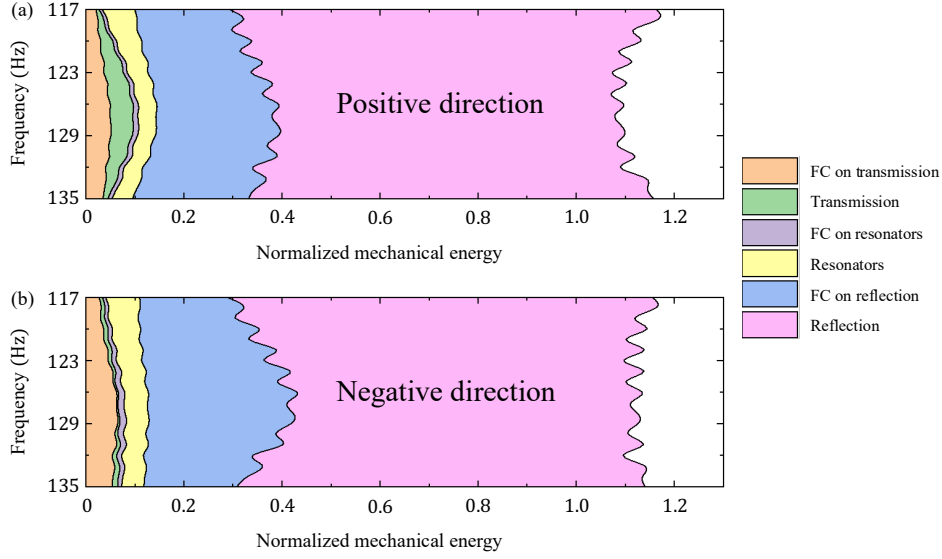 (a)
117
123
129
135
Frequency (Hz)
Positive direction
0 0.2 0.4 0.6 0.8 1.0 1.2
Normalized mechanical energy
FC on transmission
Transmission
FC on resonators
Resonators
FC on reflection
Reflection
(b)
117
123
129
135
Frequency (Hz)
Negative direction
0 0.2 0.4 0.6 0.8 1.0 1.2
Normalized mechanical energy